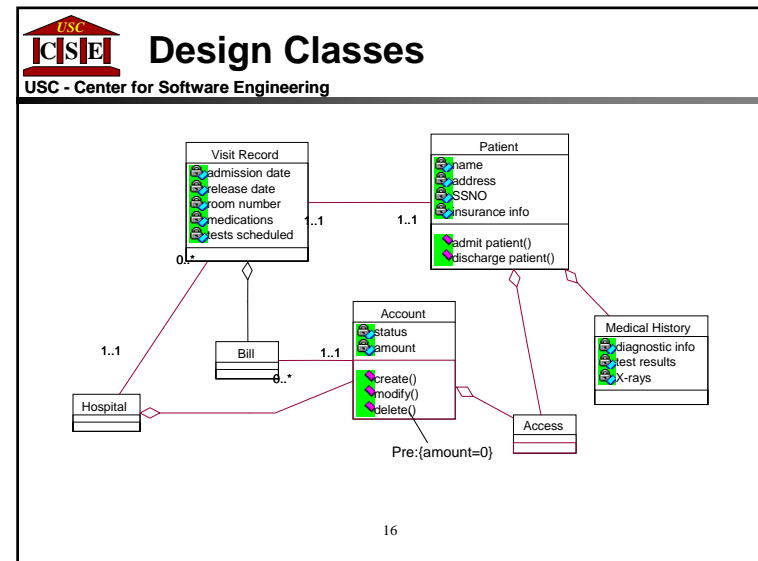 USC
C S E
Design Classes
USC - Center for Software Engineering
Visit Record
admission date
release date
room number
medications
tests scheduled
Patient
name
address
SSNO
insurance info
admit patient()
discharge patient()
1..1
1..1
0..*
Account
status
amount
create()
modify()
delete()
Medical History
diagnostic info
test results
X-rays
1..1
Bill
1..1
0..*
Hospital
Access
Pre:{amount=0}
16